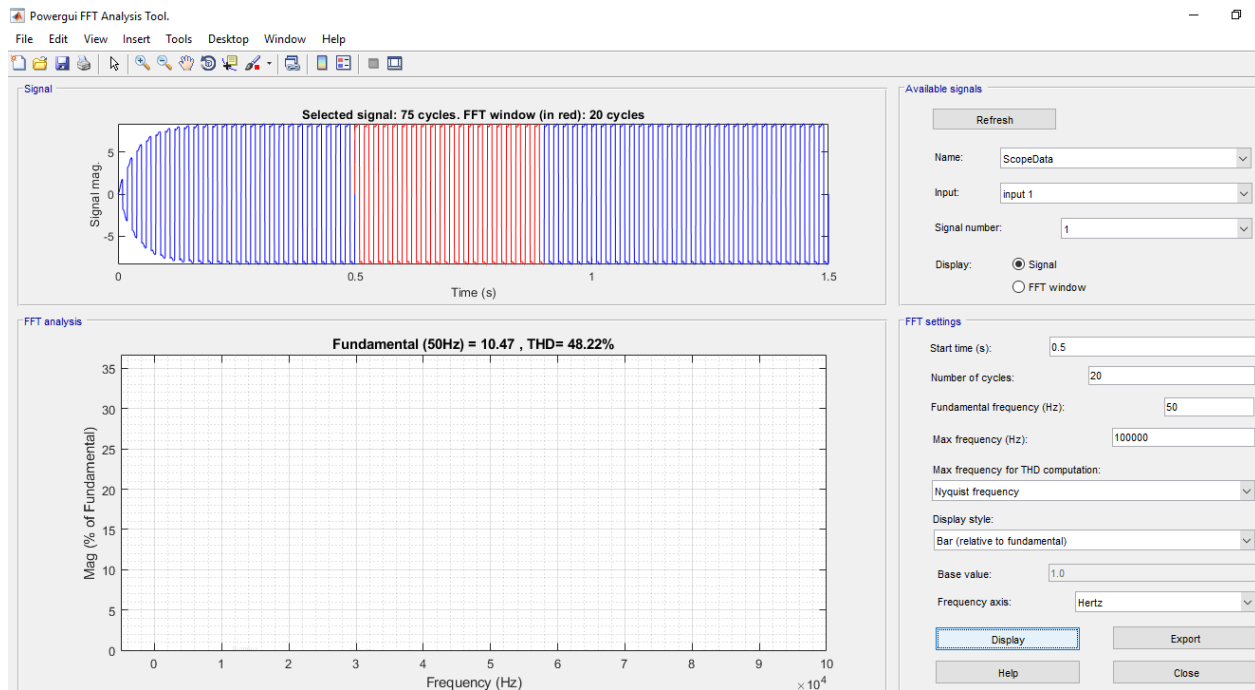 Powergui FFT Analysis Tool.
File Edit View Insert Tools Desktop Window Help
Signal
Selected signal: 75 cycles. FFT window (in red): 20 cycles
5
0
-5
Signal mag.
0 0.5 1 1.5
Time (s)
FFT analysis
Fundamental (50Hz) = 10.47 , THD= 48.22%
35
30
25
20
15
10
5
0
Mag (% of Fundamental)
0 1 2 3 4 5 6 7 8 9 10
Frequency (Hz)
×10^4
Available signals
Refresh
Name: ScopeData
Input: input 1
Signal number: 1
Display: Signal
FFT window
FFT settings
Start time (s): 0.5
Number of cycles: 20
Fundamental frequency (Hz): 50
Max frequency (Hz): 100000
Max frequency for THD computation:
Nyquist frequency
Display style:
Bar (relative to fundamental)
Base value: 1.0
Frequency axis: Hertz
Display Export
Help Close